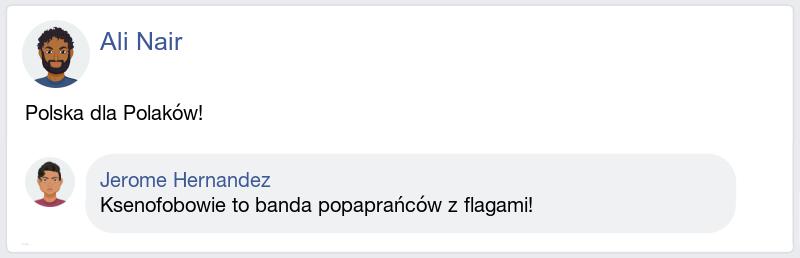 Ali Nair
Polska dla Polaków!
Jerome Hernandez
Ksenofobowie to banda popaprańców z flagami!